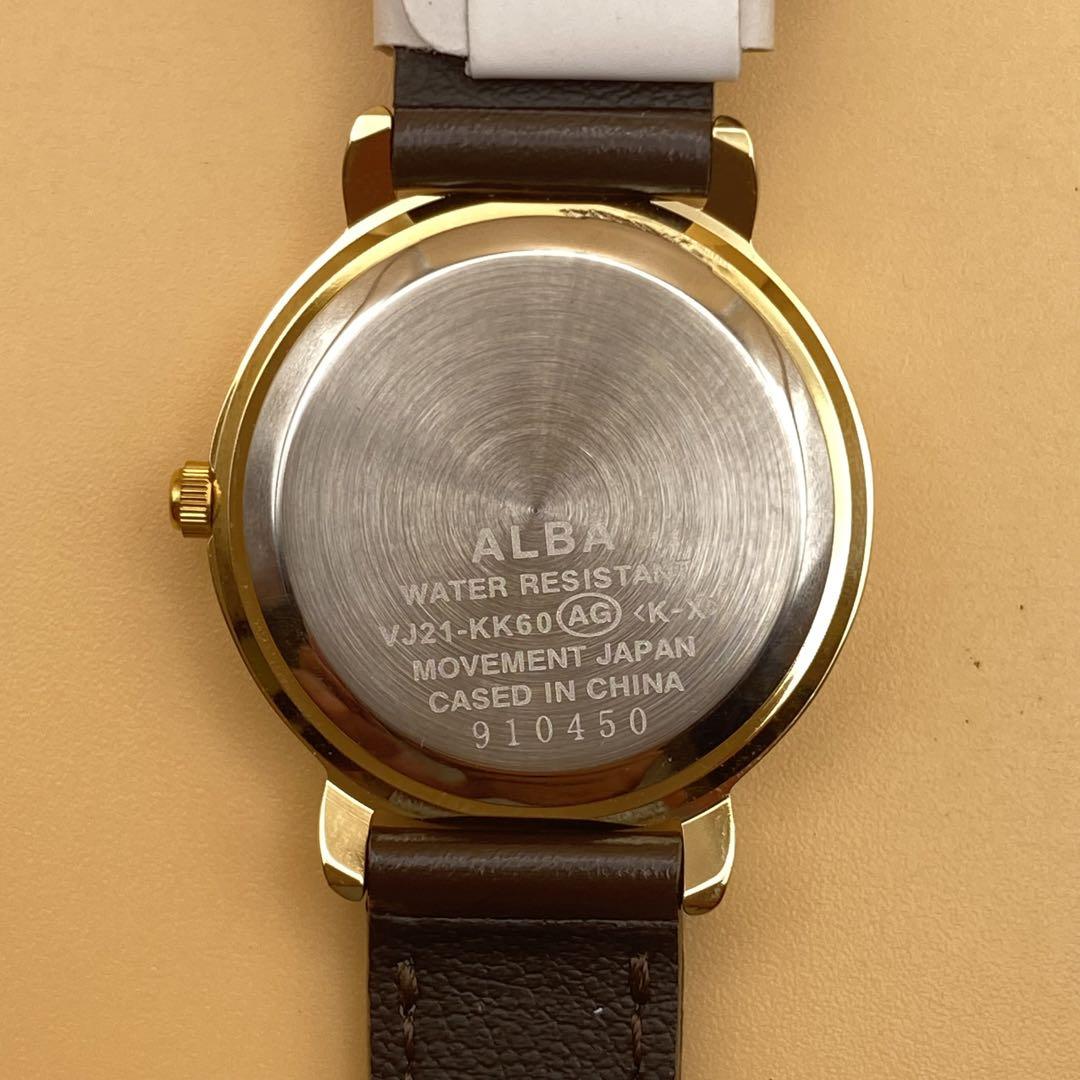 ALBA
WATER RESISTANT
VJ21-KK60 AG <K-X>
MOVEMENT JAPAN
CASED IN CHINA
910450